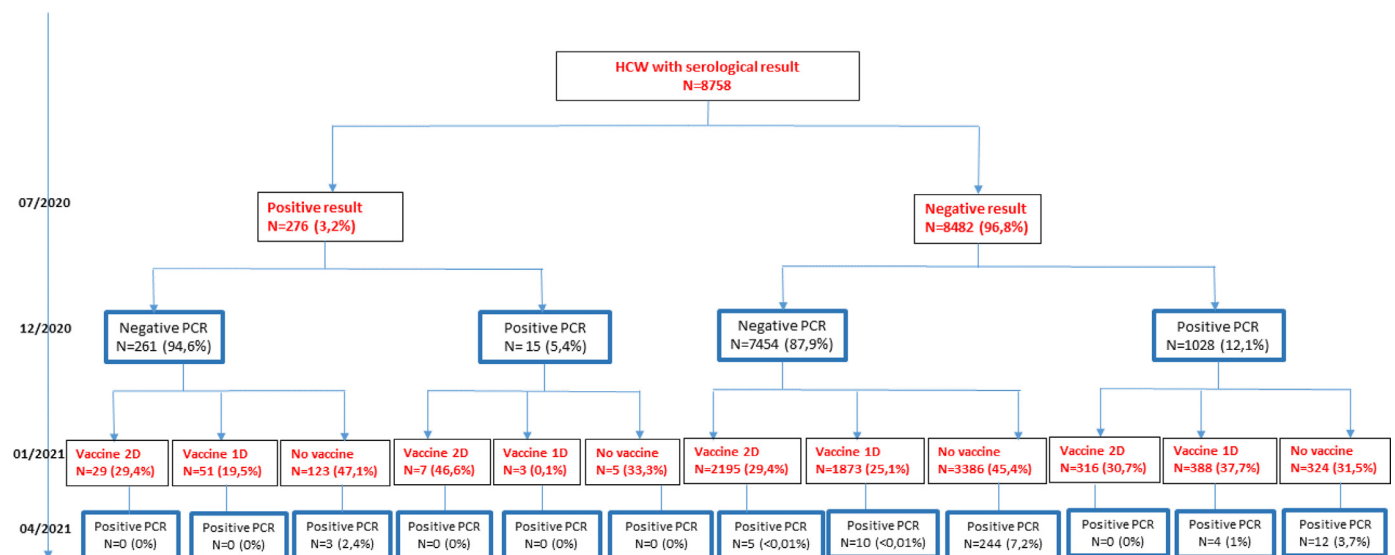 HCW with serological result
N=8758
07/2020
Positive result
N=276 (3,2%)
Negative result
N=8482 (96,8%)
12/2020
Negative PCR
N=261 (94,6%)
Positive PCR
N= 15 (5,4%)
Negative PCR
N=7454 (87,9%)
Positive PCR
N=1028 (12,1%)
01/2021
Vaccine 2D
N=29 (29,4%)
Vaccine 1D
N=51 (19,5%)
No vaccine
N=123 (47,1%)
Vaccine 2D
N=7 (46,6%)
Vaccine 1D
N=3 (0,1%)
No vaccine
N=5 (33,3%)
Vaccine 2D
N=2195 (29,4%)
Vaccine 1D
N=1873 (25,1%)
No vaccine
N=3386 (45,4%)
Vaccine 2D
N=316 (30,7%)
Vaccine 1D
N=388 (37,7%)
No vaccine
N=324 (31,5%)
04/2021
Positive PCR
N=0 (0%)
Positive PCR
N=0 (0%)
Positive PCR
N=3 (2,4%)
Positive PCR
N=0 (0%)
Positive PCR
N=0 (0%)
Positive PCR
N=0 (0%)
Positive PCR
N=5 (<0,01%)
Positive PCR
N=10 (<0,01%)
Positive PCR
N=244 (7,2%)
Positive PCR
N=0 (0%)
Positive PCR
N=4 (1%)
Positive PCR
N=12 (3,7%)